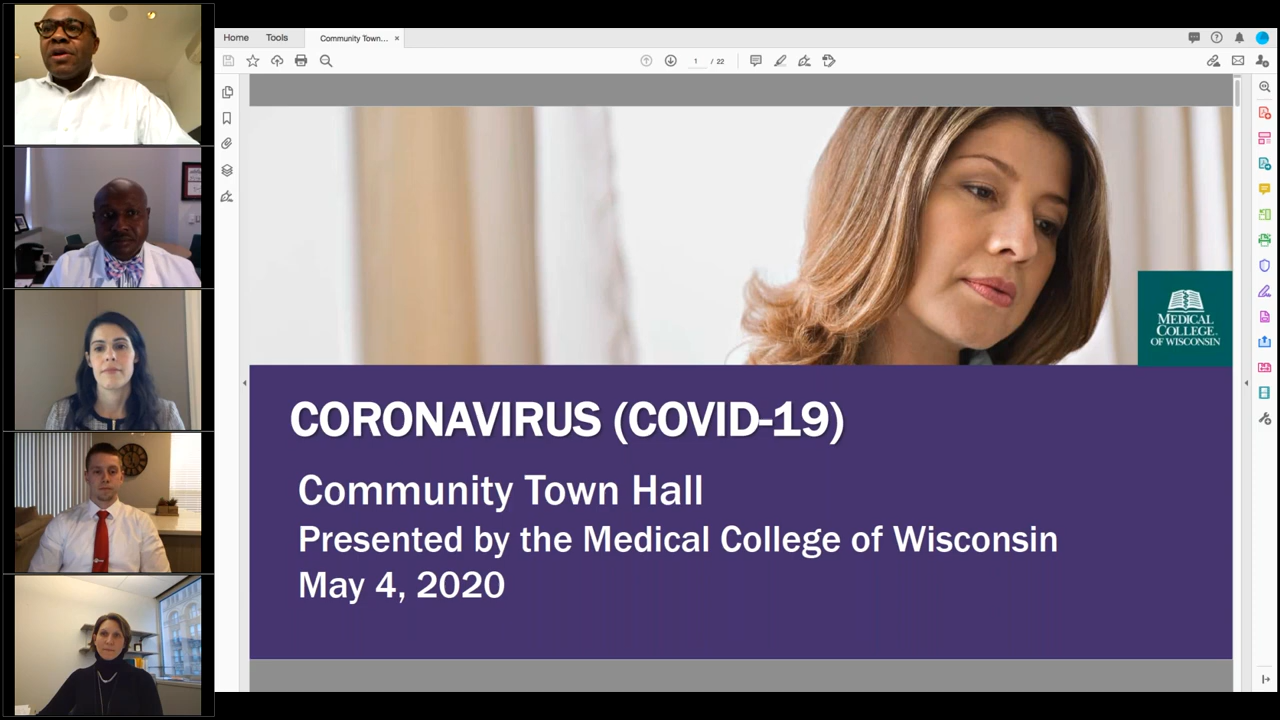 Home
Tools
Community Town...
1
/ 22
MEDICAL
COLLEGE
OF WISCONSIN
CORONAVIRUS (COVID-19)
Community Town Hall
Presented by the Medical College of Wisconsin
May 4, 2020